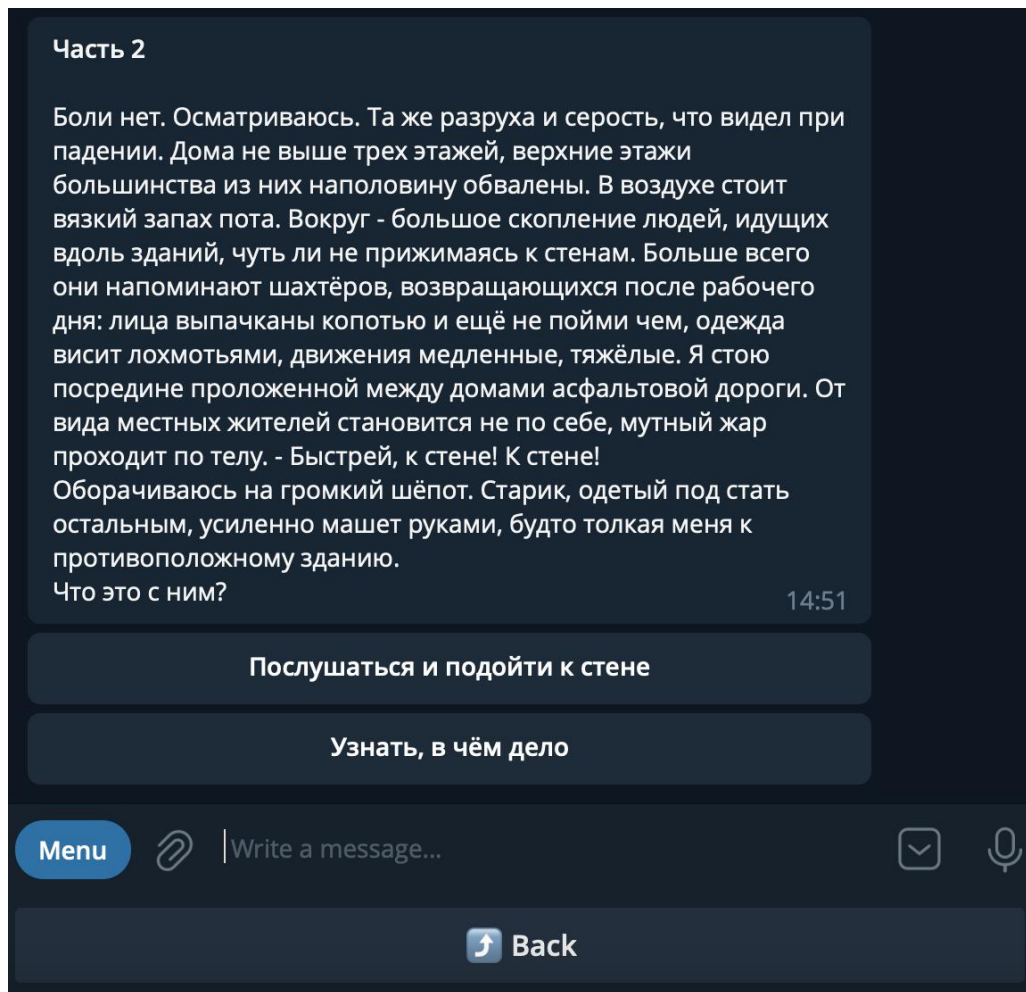 Часть 2
Боли нет. Осматриваюсь. Та же разруха и серость, что видел при
падении. Дома не выше трех этажей, верхние этажи
большинства из них наполовину обвалены. В воздухе стоит
вязкий запах пота. Вокруг - большое скопление людей, идущих
вдоль зданий, чуть ли не прижимаясь к стенам. Больше всего
они напоминают шахтёров, возвращающихся после рабочего
дня: лица выпачканы копотью и ещё не пойми чем, одежда
висит лохмотьями, движения медленные, тяжёлые. Я стою
посредине проложенной между домами асфальтовой дороги. От
вида местных жителей становится не по себе, мутный жар
проходит по телу. - Быстрей, к стене! К стене!
Оборачиваюсь на громкий шёпот. Старик, одетый под стать
остальным, усиленно машет руками, будто толкая меня к
противоположному зданию.
Что это с ним?
14:51
Послушаться и подойти к стене
Узнать, в чём дело
Menu
Write a message...
Back